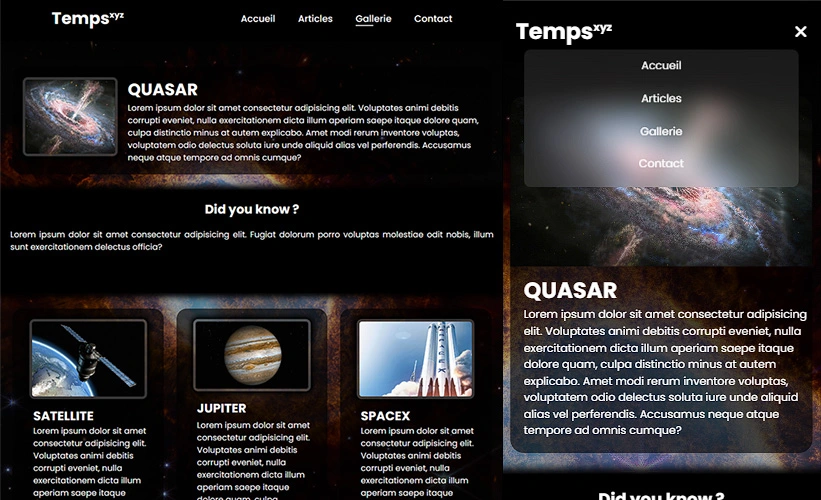 Temps xyz
Accueil Articles Gallerie Contact
QUASAR
Lorem ipsum dolor sit amet consectetur adipisicing elit. Voluptates animi debitis
corrupti eveniet, nulla exercitationem dicta illum aperiam saepe itaque dolore quam,
culpa distinctio minus at autem explicabo. Amet modi rerum inventore voluptas,
voluptatem odio delectus soluta iure unde aliquid alias vel perferendis. Accusamus
neque atque tempore ad omnis cumque?
Did you know ?
Lorem ipsum dolor sit amet consectetur adipisicing elit. Fugiat dolorum porro voluptas molestiae odit nobis, illum
sunt exercitationem delectus officia?
SATELLITE
Lorem ipsum dolor sit amet
consectetur adipisicing elit.
Voluptates animi debitis
corrupti eveniet, nulla
exercitationem dicta illum
aperiam saepe itaque
JUPITER
Lorem ipsum dolor sit amet
consectetur adipisicing elit.
Voluptates animi debitis
corrupti eveniet, nulla
exercitationem dicta illum
aperiam saepe itaque
dolore quam, culpa
SPACEX
Lorem ipsum dolor sit amet
consectetur adipisicing elit.
Voluptates animi debitis
corrupti eveniet, nulla
exercitationem dicta illum
aperiam saepe itaque
Temps xyz
Accueil
Articles
Gallerie
Contact
QUASAR
Lorem ipsum dolor sit amet consectetur adipisicing
elit. Voluptates animi debitis corrupti eveniet, nulla
exercitationem dicta illum aperiam saepe itaque
dolore quam, culpa distinctio minus at autem
explicabo. Amet modi rerum inventore voluptas,
voluptatem odio delectus soluta iure unde aliquid
alias vel perferendis. Accusamus neque atque
tempore ad omnis cumque?
Did you know ?